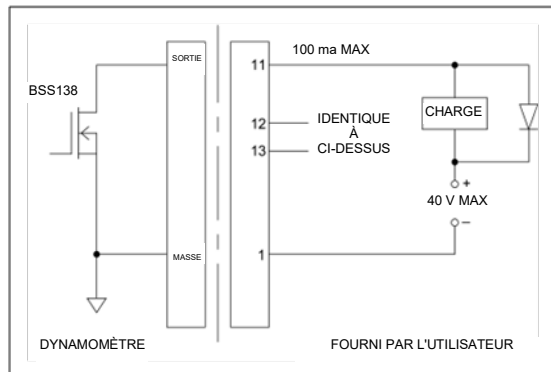 BSS138
SORTIE
MASSE
11
12
13
1
100 ma MAX
IDENTIQUE
À
CI-DESSUS
CHARGE
+
40 V MAX
–
DYNAMOMÈTRE
FOURNI PAR L'UTILISATEUR